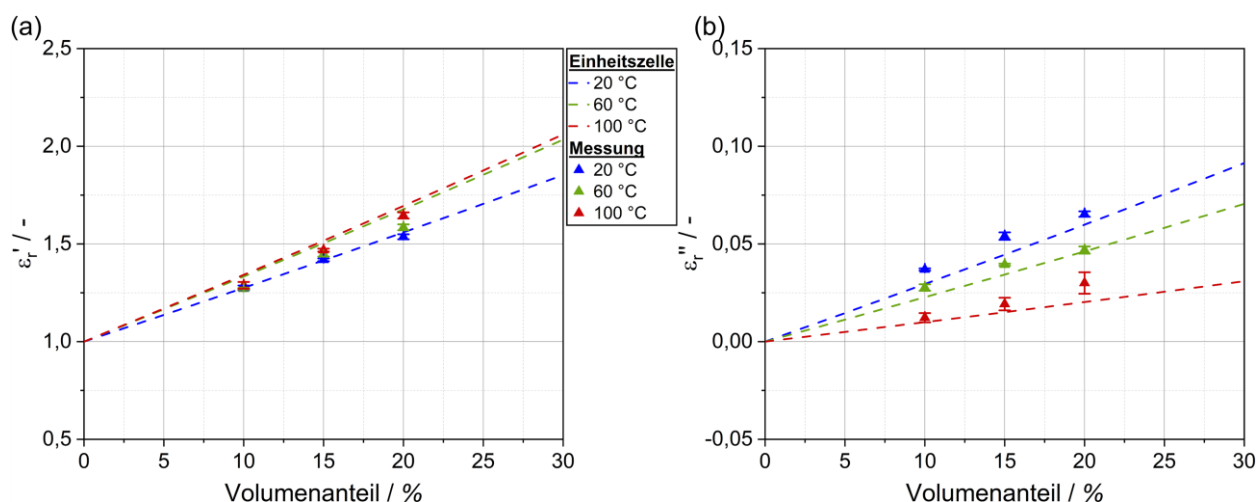 (a)
2,5
2,0
1,5
1,0
0,5
εr' / -
0
5
10
15
20
25
30
Volumenanteil / %
Einheitszelle
20 °C
60 °C
100 °C
Messung
20 °C
60 °C
100 °C
(b)
0,15
0,10
0,05
0,00
-0,05
εr'' / -
0
5
10
15
20
25
30
Volumenanteil / %